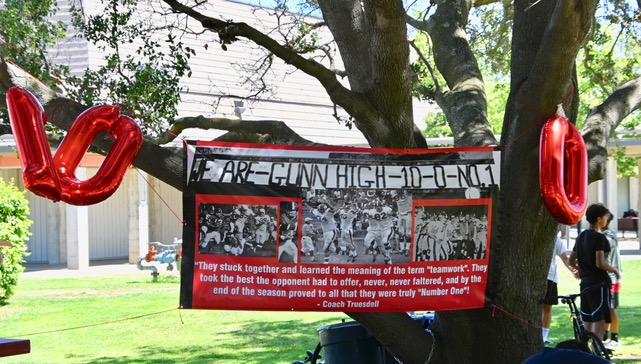 10
0
WE ARE-GUNN HIGH-10-0-NO.1
"They stuck together and learned the meaning of the term "teamwork". They
took the best the opponent had to offer, never, never faltered, and by the
end of the season proved to all that they were truly "Number One"!
- Coach Truesdell